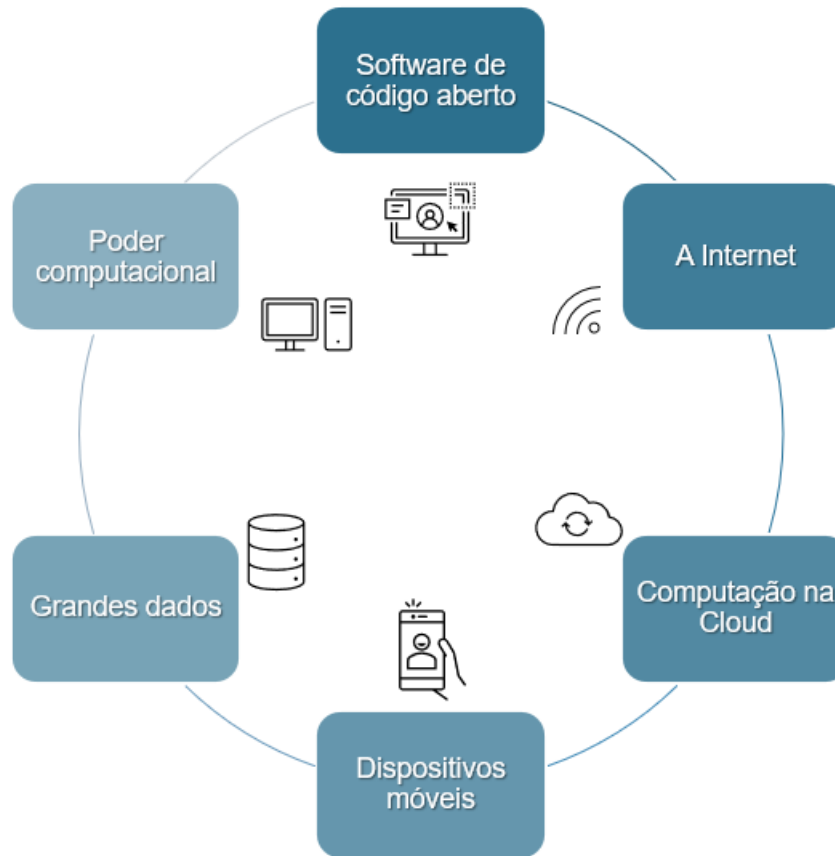 Software de
código aberto
A Internet
Computação na
Cloud
Dispositivos
móveis
Grandes dados
Poder
computacional